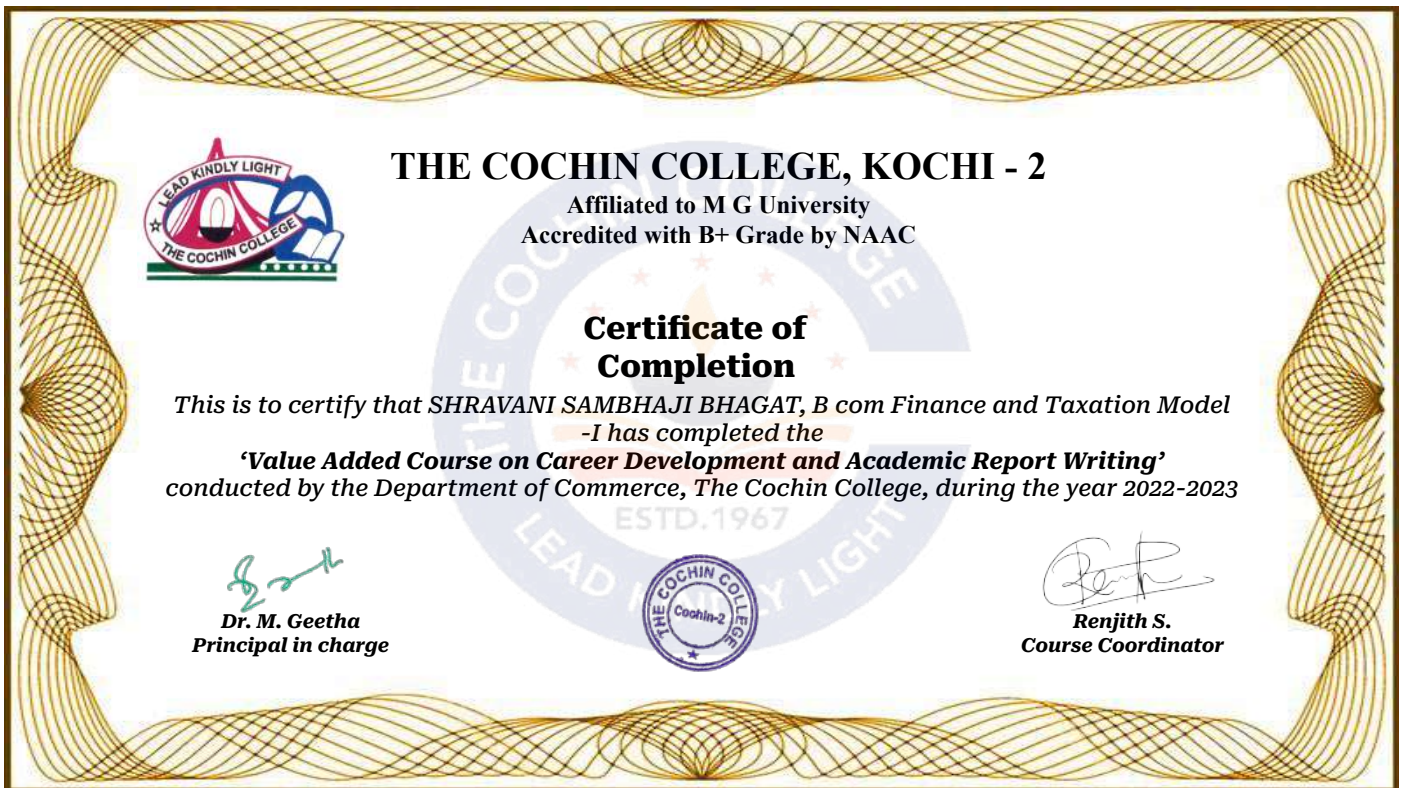 LEAD KINDLY LIGHT
THE COCHIN COLLEGE
THE COCHIN COLLEGE, KOCHI - 2
Affiliated to M G University
Accredited with B+ Grade by NAAC
THE COCHIN COLLEGE
Certificate of
Completion
This is to certify that SHRAVANI SAMBHAJI BHAGAT, B com Finance and Taxation Model
-I has completed the
‘Value Added Course on Career Development and Academic Report Writing’
conducted by the Department of Commerce, The Cochin College, during the year 2022-2023
ESTD.1967
LEAD KINDLY LIGHT
THE COCHIN COLLEGE
Cochin-2
Dr. M. Geetha
Principal in charge
Renjith S.
Course Coordinator